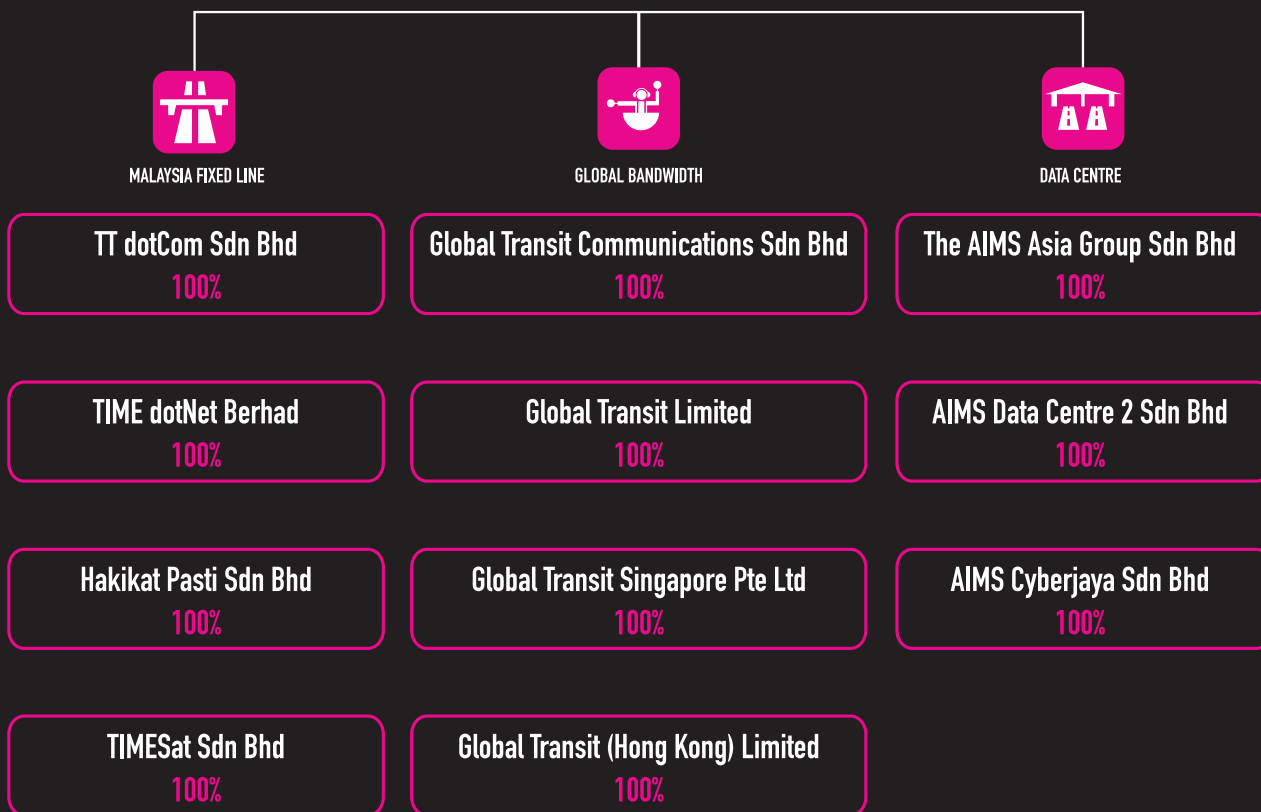 MALAYSIA FIXED LINE
TT dotCom Sdn Bhd
100%
TIME dotNet Berhad
100%
Hakikat Pasti Sdn Bhd
100%
TIMESat Sdn Bhd
100%
GLOBAL BANDWIDTH
Global Transit Communications Sdn Bhd
100%
Global Transit Limited
100%
Global Transit Singapore Pte Ltd
100%
Global Transit (Hong Kong) Limited
100%
DATA CENTRE
The AIMS Asia Group Sdn Bhd
100%
AIMS Data Centre 2 Sdn Bhd
100%
AIMS Cyberjaya Sdn Bhd
100%